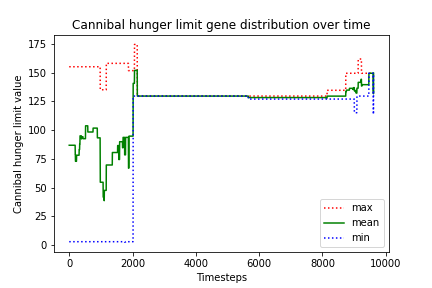 Cannibal hunger limit gene distribution over time
Cannibal hunger limit value
175
150
125
100
75
50
25
0
max
mean
min
0
2000
4000
6000
8000
10000
Timesteps